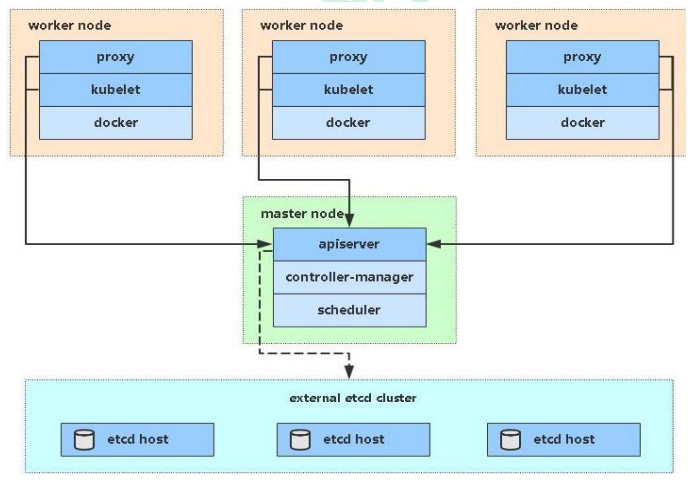 worker node
proxy
kubelet
docker
worker node
proxy
kubelet
docker
worker node
proxy
kubelet
docker
master node
apiserver
controller-manager
scheduler
external etcd cluster
etcd host
etcd host
etcd host